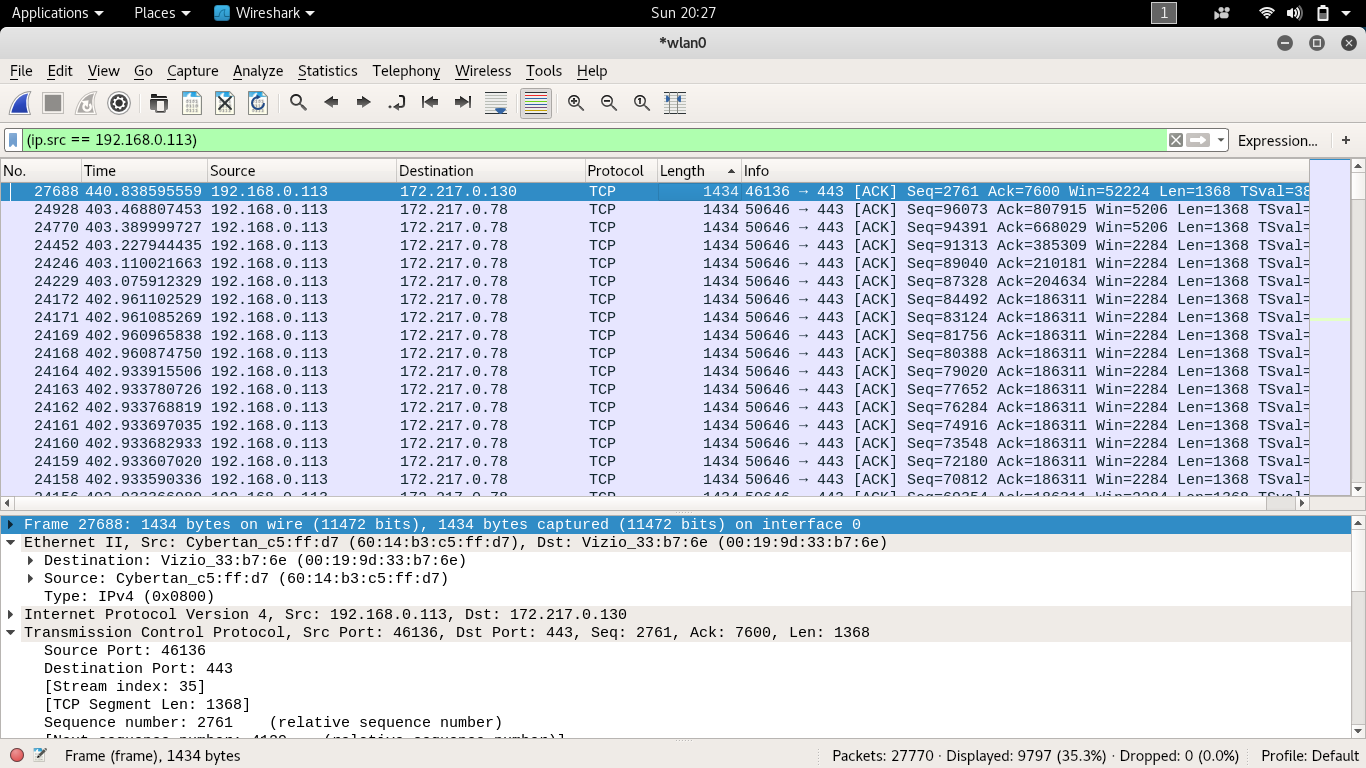 Applications Places Wireshark Sun 20:27 1
*wlan0
File Edit View Go Capture Analyze Statistics Telephony Wireless Tools Help
(ip.src == 192.168.0.113) Expression... +
No. Time Source Destination Protocol Length Info
27688 440.838595559 192.168.0.113 172.217.0.130 TCP 1434 46136 → 443 [ACK] Seq=2761 Ack=7600 Win=52224 Len=1368 TSval=38
24928 403.468807453 192.168.0.113 172.217.0.78 TCP 1434 50646 → 443 [ACK] Seq=96073 Ack=807915 Win=5206 Len=1368 TSval=
24770 403.389999727 192.168.0.113 172.217.0.78 TCP 1434 50646 → 443 [ACK] Seq=94391 Ack=668029 Win=5206 Len=1368 TSval=
24452 403.227944435 192.168.0.113 172.217.0.78 TCP 1434 50646 → 443 [ACK] Seq=91313 Ack=385309 Win=2284 Len=1368 TSval=
24246 403.110021663 192.168.0.113 172.217.0.78 TCP 1434 50646 → 443 [ACK] Seq=89040 Ack=210181 Win=2284 Len=1368 TSval=
24229 403.075912329 192.168.0.113 172.217.0.78 TCP 1434 50646 → 443 [ACK] Seq=87328 Ack=204634 Win=2284 Len=1368 TSval=
24172 402.961102529 192.168.0.113 172.217.0.78 TCP 1434 50646 → 443 [ACK] Seq=84492 Ack=186311 Win=2284 Len=1368 TSval=
24171 402.961085269 192.168.0.113 172.217.0.78 TCP 1434 50646 → 443 [ACK] Seq=83124 Ack=186311 Win=2284 Len=1368 TSval=
24169 402.960965838 192.168.0.113 172.217.0.78 TCP 1434 50646 → 443 [ACK] Seq=81756 Ack=186311 Win=2284 Len=1368 TSval=
24168 402.960874750 192.168.0.113 172.217.0.78 TCP 1434 50646 → 443 [ACK] Seq=80388 Ack=186311 Win=2284 Len=1368 TSval=
24164 402.933915506 192.168.0.113 172.217.0.78 TCP 1434 50646 → 443 [ACK] Seq=79020 Ack=186311 Win=2284 Len=1368 TSval=
24163 402.933780726 192.168.0.113 172.217.0.78 TCP 1434 50646 → 443 [ACK] Seq=77652 Ack=186311 Win=2284 Len=1368 TSval=
24162 402.933768819 192.168.0.113 172.217.0.78 TCP 1434 50646 → 443 [ACK] Seq=76284 Ack=186311 Win=2284 Len=1368 TSval=
24161 402.933697035 192.168.0.113 172.217.0.78 TCP 1434 50646 → 443 [ACK] Seq=74916 Ack=186311 Win=2284 Len=1368 TSval=
24160 402.933682933 192.168.0.113 172.217.0.78 TCP 1434 50646 → 443 [ACK] Seq=73548 Ack=186311 Win=2284 Len=1368 TSval=
24159 402.933607020 192.168.0.113 172.217.0.78 TCP 1434 50646 → 443 [ACK] Seq=72180 Ack=186311 Win=2284 Len=1368 TSval=
24158 402.933590336 192.168.0.113 172.217.0.78 TCP 1434 50646 → 443 [ACK] Seq=70812 Ack=186311 Win=2284 Len=1368 TSval=
Frame 27688: 1434 bytes on wire (11472 bits), 1434 bytes captured (11472 bits) on interface 0
Ethernet II, Src: Cybertan_c5:ff:d7 (60:14:b3:c5:ff:d7), Dst: Vizio_33:b7:6e (00:19:9d:33:b7:6e)
Destination: Vizio_33:b7:6e (00:19:9d:33:b7:6e)
Source: Cybertan_c5:ff:d7 (60:14:b3:c5:ff:d7)
Type: IPv4 (0x0800)
Internet Protocol Version 4, Src: 192.168.0.113, Dst: 172.217.0.130
Transmission Control Protocol, Src Port: 46136, Dst Port: 443, Seq: 2761, Ack: 7600, Len: 1368
Source Port: 46136
Destination Port: 443
[Stream index: 35]
[TCP Segment Len: 1368]
Sequence number: 2761 (relative sequence number)
Frame (frame), 1434 bytes Packets: 27770 · Displayed: 9797 (35.3%) · Dropped: 0 (0.0%) Profile: Default